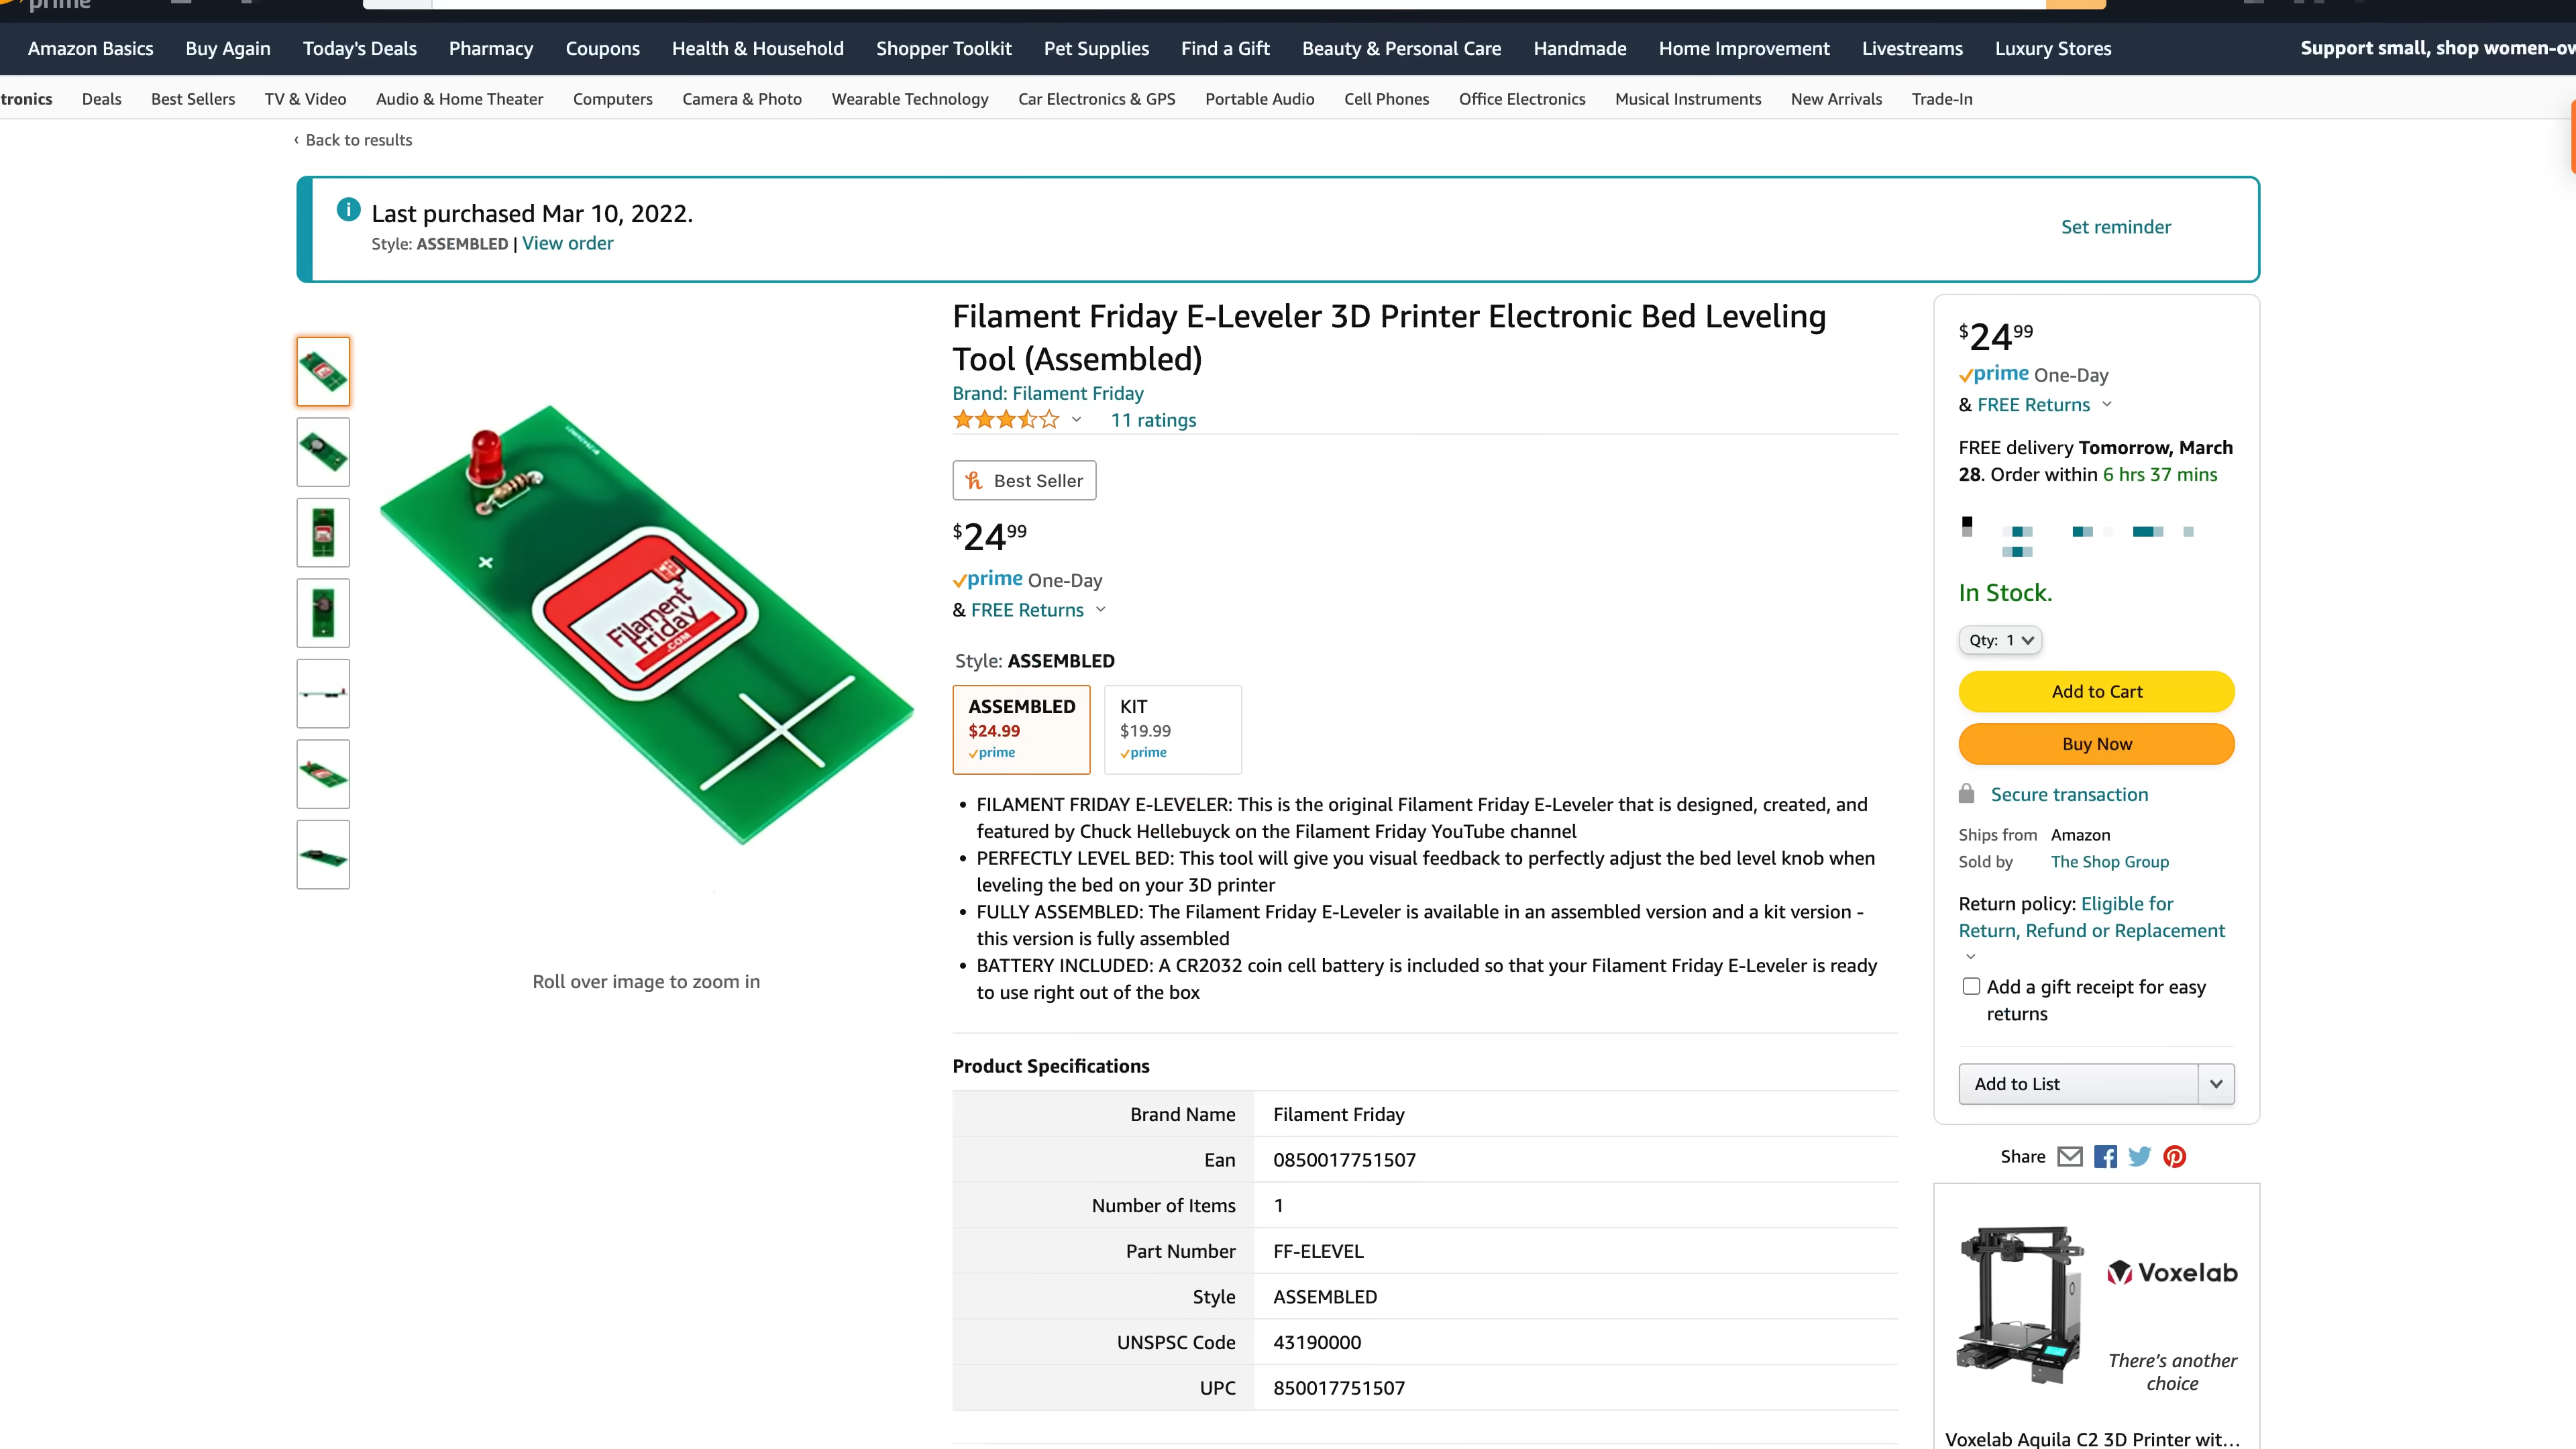 prime
Amazon Basics Buy Again Today's Deals Pharmacy Coupons Health & Household Shopper Toolkit Pet Supplies Find a Gift Beauty & Personal Care Handmade Home Improvement Livestreams Luxury Stores Support small, shop women-ow
tronics Deals Best Sellers TV & Video Audio & Home Theater Computers Camera & Photo Wearable Technology Car Electronics & GPS Portable Audio Cell Phones Office Electronics Musical Instruments New Arrivals Trade-In
‹ Back to results
i Last purchased Mar 10, 2022.
Style: ASSEMBLED | View order
Set reminder
Filament
Friday
.COM
Roll over image to zoom in
Filament Friday E-Leveler 3D Printer Electronic Bed Leveling
Tool (Assembled)
Brand: Filament Friday
11 ratings
h Best Seller
$24 99
prime One-Day
& FREE Returns
Style: ASSEMBLED
ASSEMBLED
$24.99
prime
KIT
$19.99
prime
• FILAMENT FRIDAY E-LEVELER: This is the original Filament Friday E-Leveler that is designed, created, and
featured by Chuck Hellebuyck on the Filament Friday YouTube channel
• PERFECTLY LEVEL BED: This tool will give you visual feedback to perfectly adjust the bed level knob when
leveling the bed on your 3D printer
• FULLY ASSEMBLED: The Filament Friday E-Leveler is available in an assembled version and a kit version -
this version is fully assembled
• BATTERY INCLUDED: A CR2032 coin cell battery is included so that your Filament Friday E-Leveler is ready
to use right out of the box
Product Specifications
Brand Name Filament Friday
Ean 0850017751507
Number of Items 1
Part Number FF-ELEVEL
Style ASSEMBLED
UNSPSC Code 43190000
UPC 850017751507
$24 99
prime One-Day
& FREE Returns
FREE delivery Tomorrow, March
28. Order within 6 hrs 37 mins
In Stock.
Qty: 1
Add to Cart
Buy Now
Secure transaction
Ships from Amazon
Sold by The Shop Group
Return policy: Eligible for
Return, Refund or Replacement
Add a gift receipt for easy
returns
Add to List
Share
Voxelab
There's another
choice
Voxelab Aquila C2 3D Printer wit...